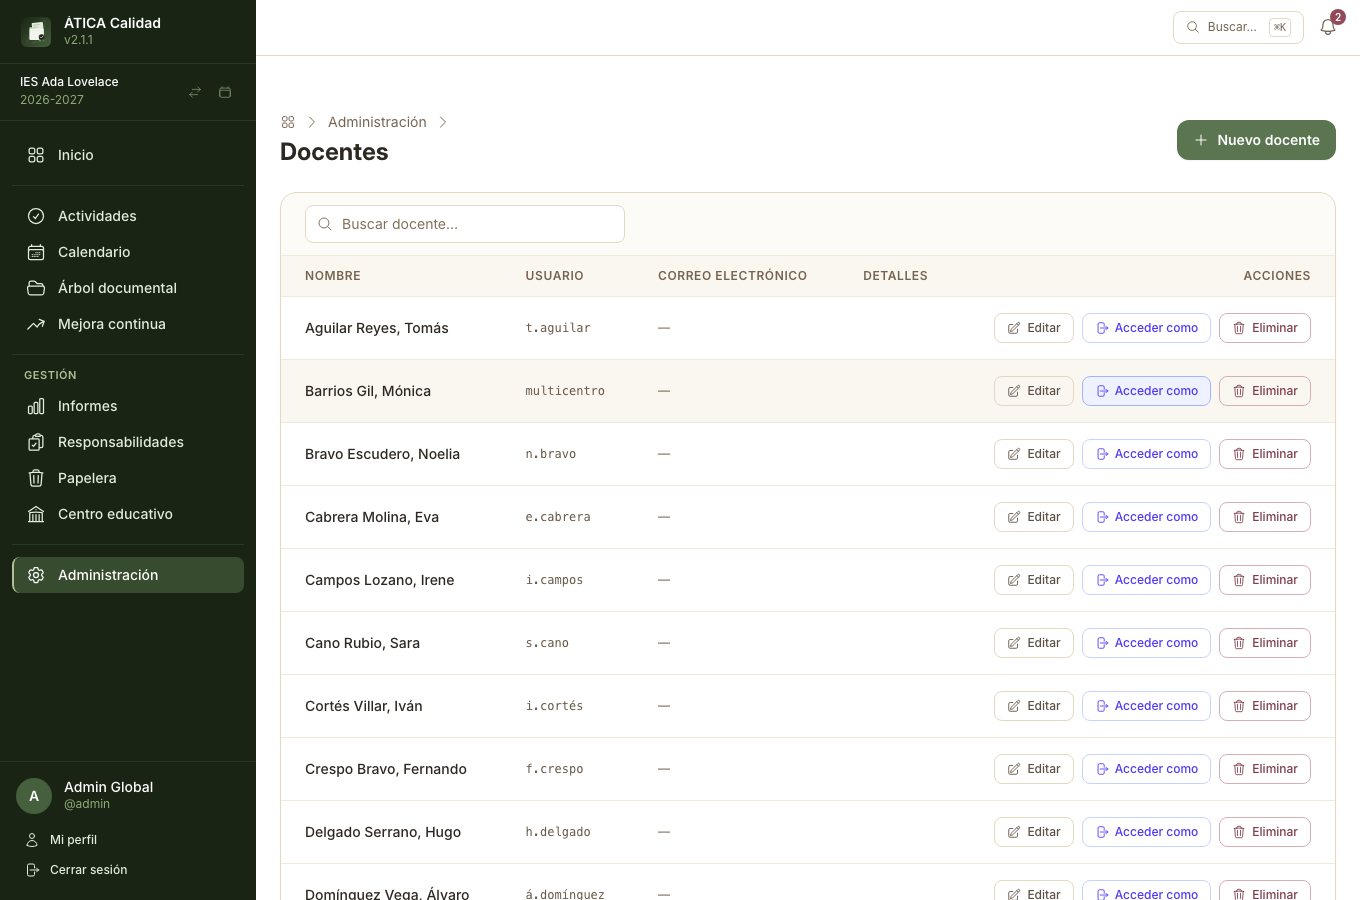 ÁTICA Calidad
v2.1.1
IES Ada Lovelace
2026-2027
Inicio
Actividades
Calendario
Árbol documental
Mejora continua
GESTIÓN
Informes
Responsabilidades
Papelera
Centro educativo
Administración
A
Admin Global
@admin
Mi perfil
Cerrar sesión
Buscar... ⌘K
2
Administración
Docentes
Nuevo docente
Buscar docente...
NOMBRE USUARIO CORREO ELECTRÓNICO DETALLES ACCIONES
Aguilar Reyes, Tomás t.aguilar — Editar Acceder como Eliminar
Barrios Gil, Mónica multicentro — Editar Acceder como Eliminar
Bravo Escudero, Noelia n.bravo — Editar Acceder como Eliminar
Cabrera Molina, Eva e.cabrera — Editar Acceder como Eliminar
Campos Lozano, Irene i.campos — Editar Acceder como Eliminar
Cano Rubio, Sara s.cano — Editar Acceder como Eliminar
Cortés Villar, Iván i.cortés — Editar Acceder como Eliminar
Crespo Bravo, Fernando f.crespo — Editar Acceder como Eliminar
Delgado Serrano, Hugo h.delgado — Editar Acceder como Eliminar
Domínguez Vega, Álvaro á.domínguez — Editar Acceder como Eliminar